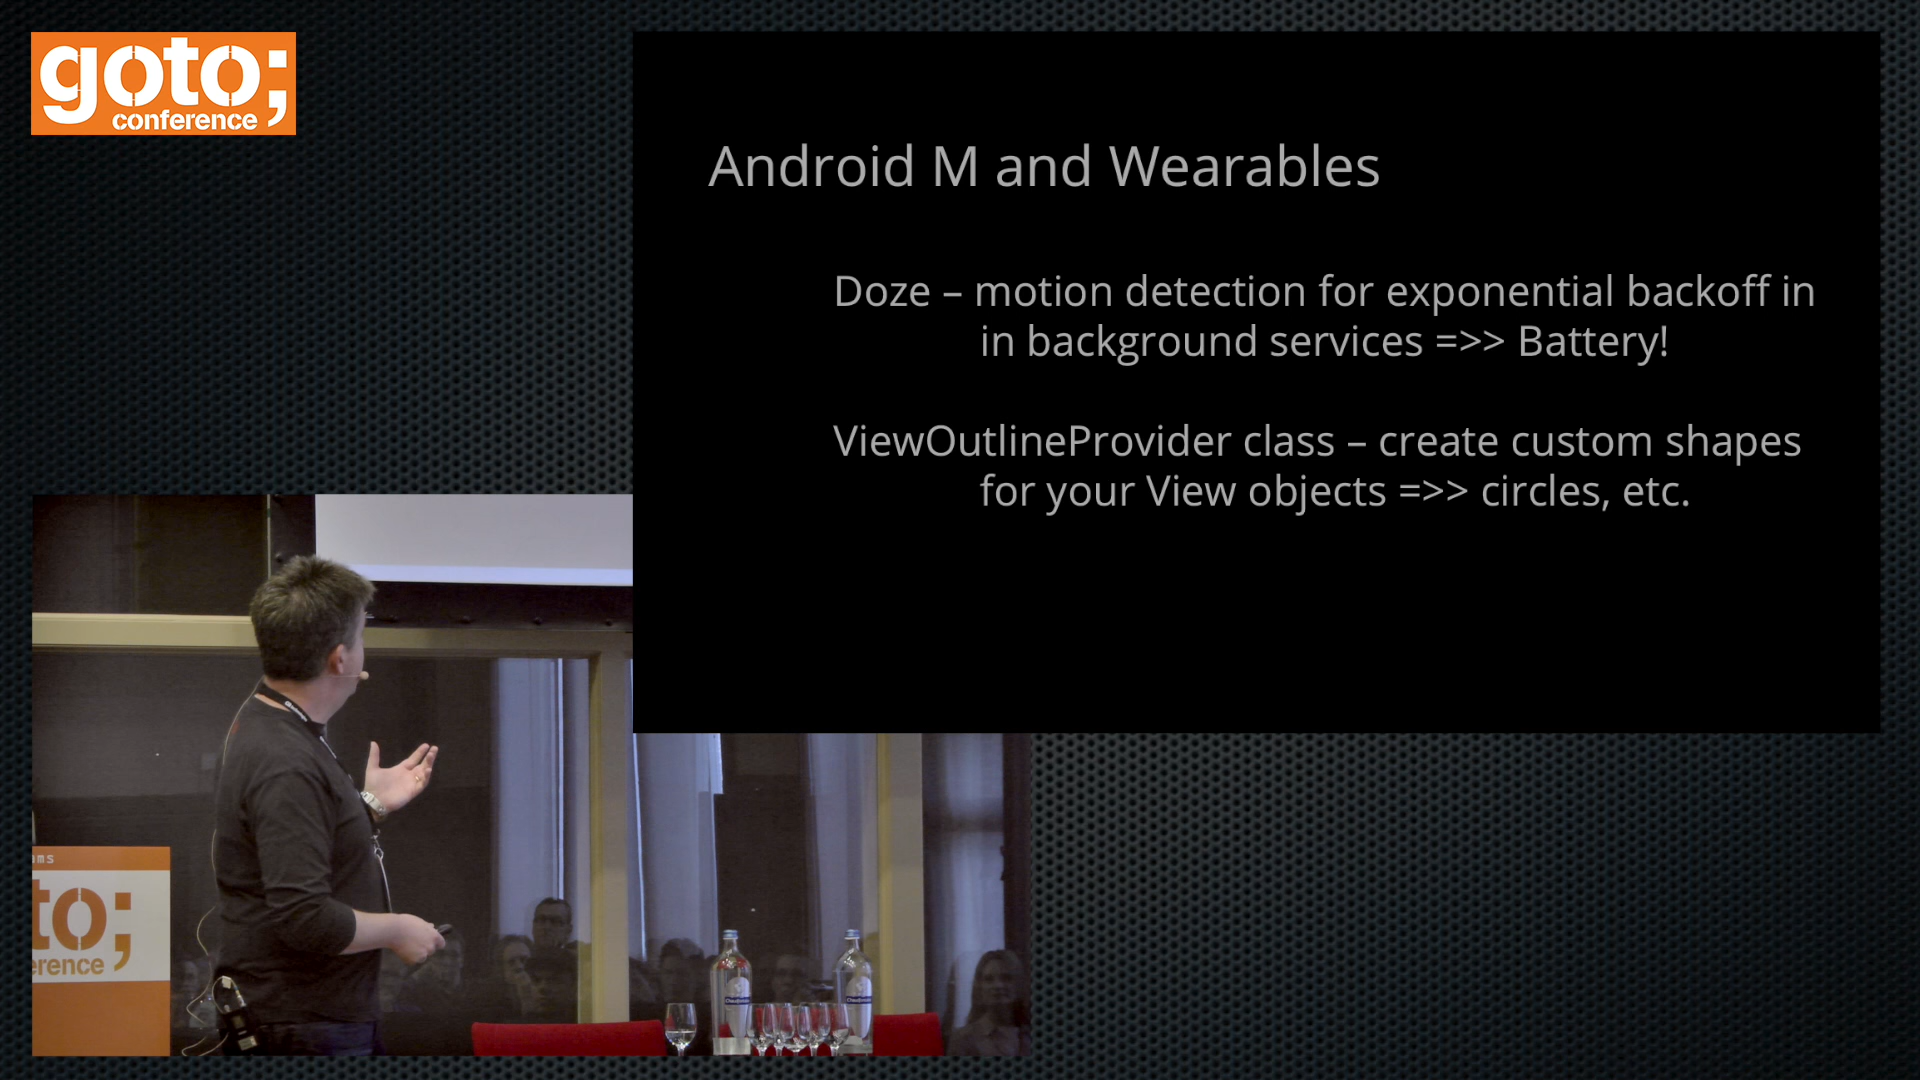 goto;
conference
Android M and Wearables
Doze – motion detection for exponential backoff in
in background services =>> Battery!
ViewOutlineProvider class – create custom shapes
for your View objects =>> circles, etc.
ms
to;
erence